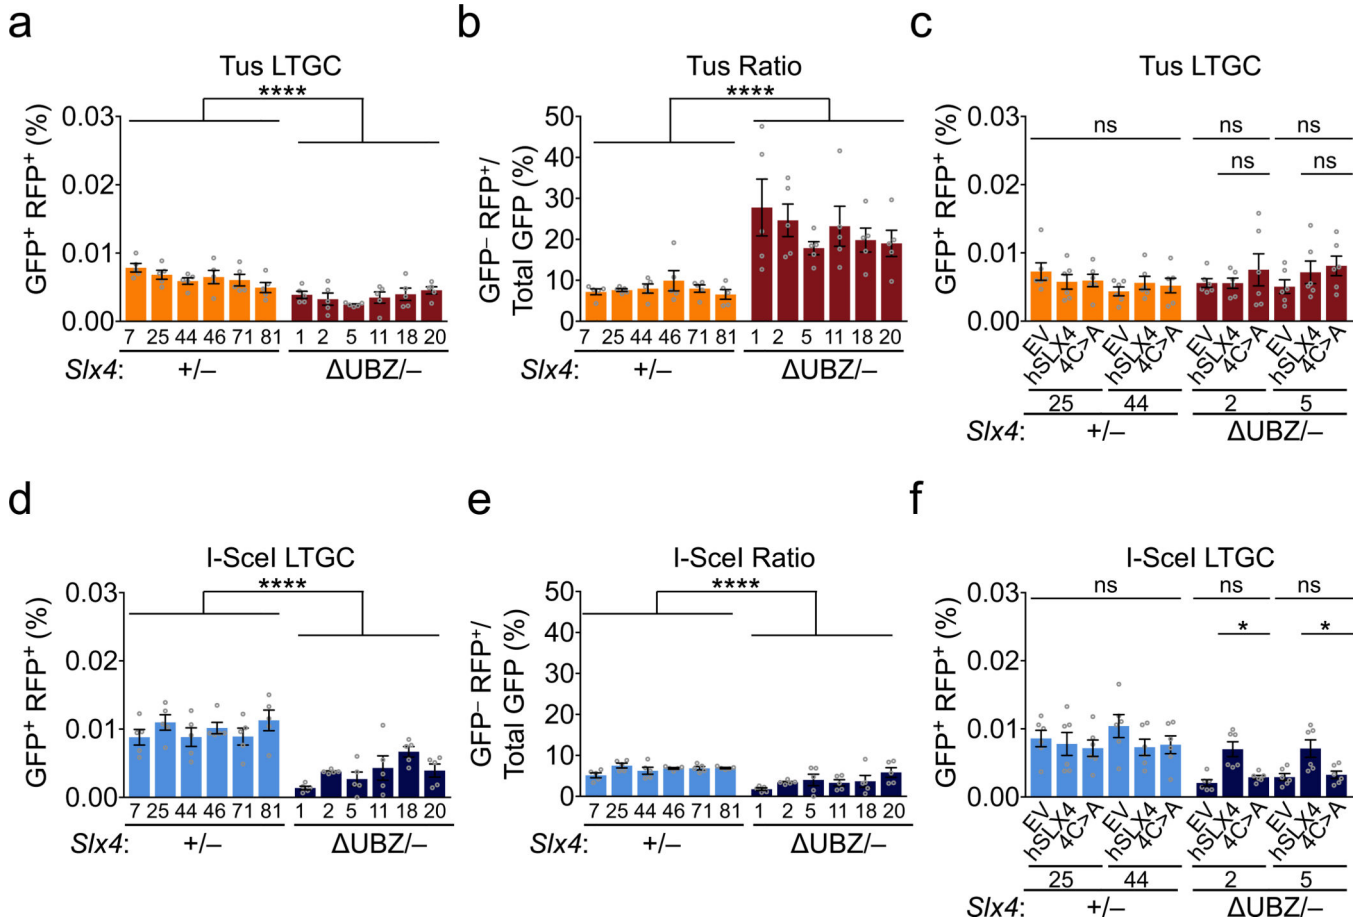 a
Tus LTGC
****
GFP+ RFP+ (%)
0.03
0.02
0.01
0.00
7 25 44 46 71 81 1 2 5 11 18 20
Slx4: +/– ΔUBZ/–
b
Tus Ratio
****
GFP– RFP+/
Total GFP (%)
50
40
30
20
10
0
7 25 44 46 71 81 1 2 5 11 18 20
Slx4: +/– ΔUBZ/–
c
Tus LTGC
ns ns ns
ns ns
GFP+ RFP+ (%)
0.03
0.02
0.01
0.00
EV hSLX4 4C>A EV hSLX4 4C>A EV hSLX4 4C>A EV hSLX4 4C>A
25 44 2 5
Slx4: +/– ΔUBZ/–
d
I-SceI LTGC
****
GFP+ RFP+ (%)
0.03
0.02
0.01
0.00
7 25 44 46 71 81 1 2 5 11 18 20
Slx4: +/– ΔUBZ/–
e
I-SceI Ratio
****
GFP– RFP+/
Total GFP (%)
50
40
30
20
10
0
7 25 44 46 71 81 1 2 5 11 18 20
Slx4: +/– ΔUBZ/–
f
I-SceI LTGC
ns ns ns
* *
GFP+ RFP+ (%)
0.03
0.02
0.01
0.00
EV hSLX4 4C>A EV hSLX4 4C>A EV hSLX4 4C>A EV hSLX4 4C>A
25 44 2 5
Slx4: +/– ΔUBZ/–